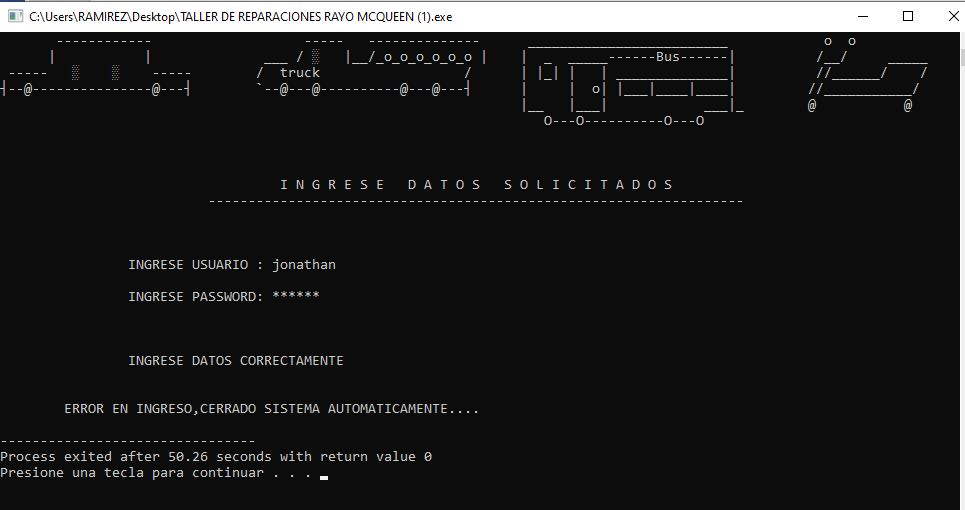 C:\Users\RAMIREZ\Desktop\TALLER DE REPARACIONES RAYO MCQUEEN (1).exe
Bus
truck
I N G R E S E   D A T O S   S O L I C I T A D O S
INGRESE USUARIO : jonathan
INGRESE PASSWORD: ******
INGRESE DATOS CORRECTAMENTE
ERROR EN INGRESO,CERRADO SISTEMA AUTOMATICAMENTE....
--------------------------------
Process exited after 50.26 seconds with return value 0
Presione una tecla para continuar . . .